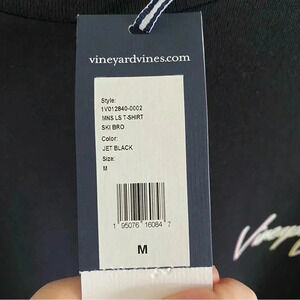 vineyardvines.com
Style:
1V012840-0002
MNS LS T-SHIRT
SKI BRO
Color:
JET BLACK
Size:
M
1 95076 16084 7
M